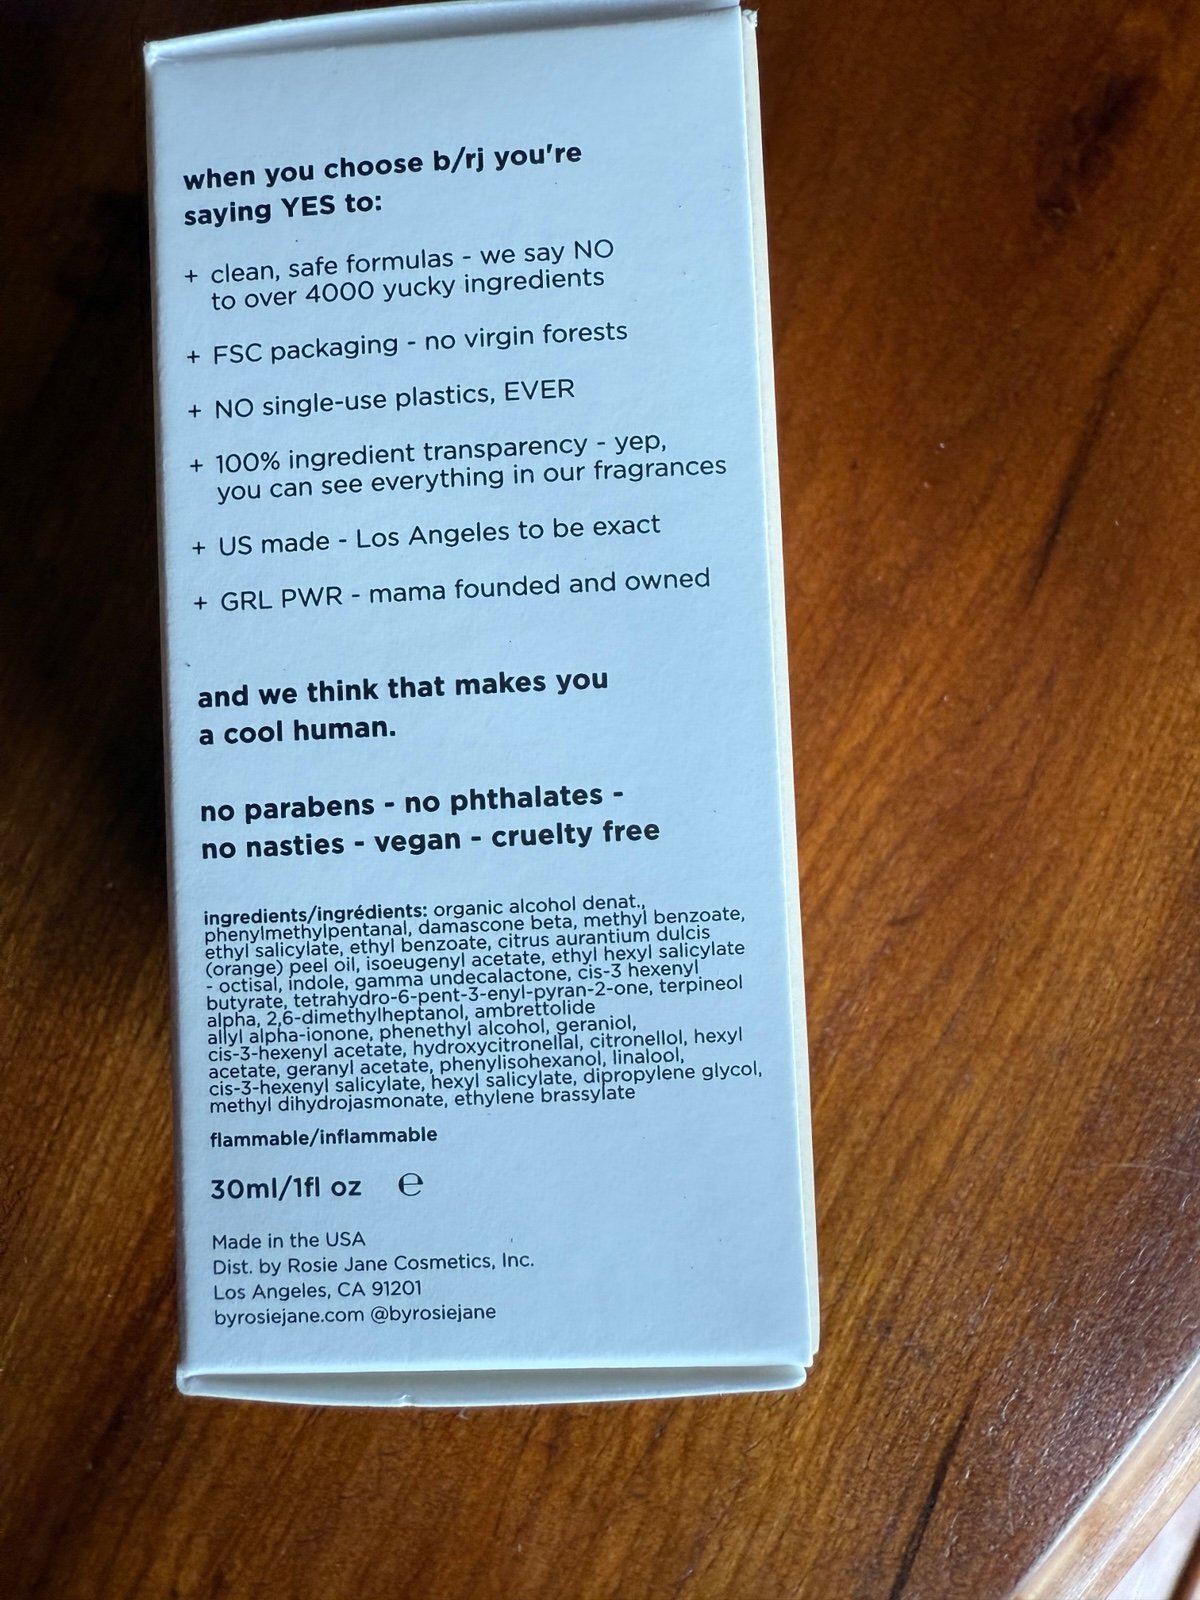 when you choose b/rj you're
saying YES to:
+ clean, safe formulas - we say NO
to over 4000 yucky ingredients
+ FSC packaging - no virgin forests
+ NO single-use plastics, EVER
+ 100% ingredient transparency - yep,
you can see everything in our fragrances
+ US made - Los Angeles to be exact
+ GRL PWR - mama founded and owned
and we think that makes you
a cool human.
no parabens - no phthalates -
no nasties - vegan - cruelty free
ingredients/ingrédients: organic alcohol denat.,
phenylmethylpentanal, damascone beta, methyl benzoate,
ethyl salicylate, ethyl benzoate, citrus aurantium dulcis
(orange) peel oil, isoeugenyl acetate, ethyl hexyl salicylate
- octisal, indole, gamma undecalactone, cis-3 hexenyl
butyrate, tetrahydro-6-pent-3-enyl-pyran-2-one, terpineol
alpha, 2,6-dimethylheptanol, ambrettolide
allyl alpha-ionone, phenethyl alcohol, geraniol,
cis-3-hexenyl acetate, hydroxycitronellal, citronellol, hexyl
acetate, geranyl acetate, phenylisohexanol, linalool,
cis-3-hexenyl salicylate, hexyl salicylate, dipropylene glycol,
methyl dihydrojasmonate, ethylene brassylate
flammable/inflammable
30ml/1fl oz ℮
Made in the USA
Dist. by Rosie Jane Cosmetics, Inc.
Los Angeles, CA 91201
byrosiejane.com @byrosiejane